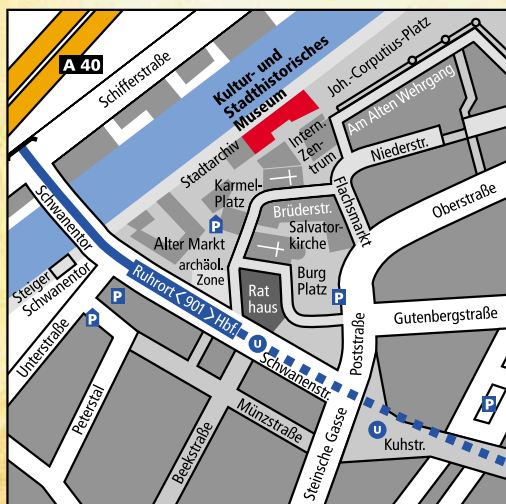 A 40
Schifferstraße
Kultur- und
Stadthistorisches
Museum
Joh.-Corputius-Platz
Am Alten Wehrgang
Stadtarchiv
Intern.
Zen-
trum
Niederstr.
Karmel-
Platz
Flachsmarkt
Oberstraße
Schwanentor
Brüderstr.
Salvator-
kirche
P
Alter Markt
archäol.
Zone
Burg
Platz
Steiger
Schwanentor
Ruhrort < 901 > Hbf.
Rat
haus
P
P
P
Gutenbergstraße
Unterstraße
U
Schwanenstr.
Poststraße
Peterstal
Münzstraße
P
Beekstraße
Steinsche Gasse
U
Kuhstr.